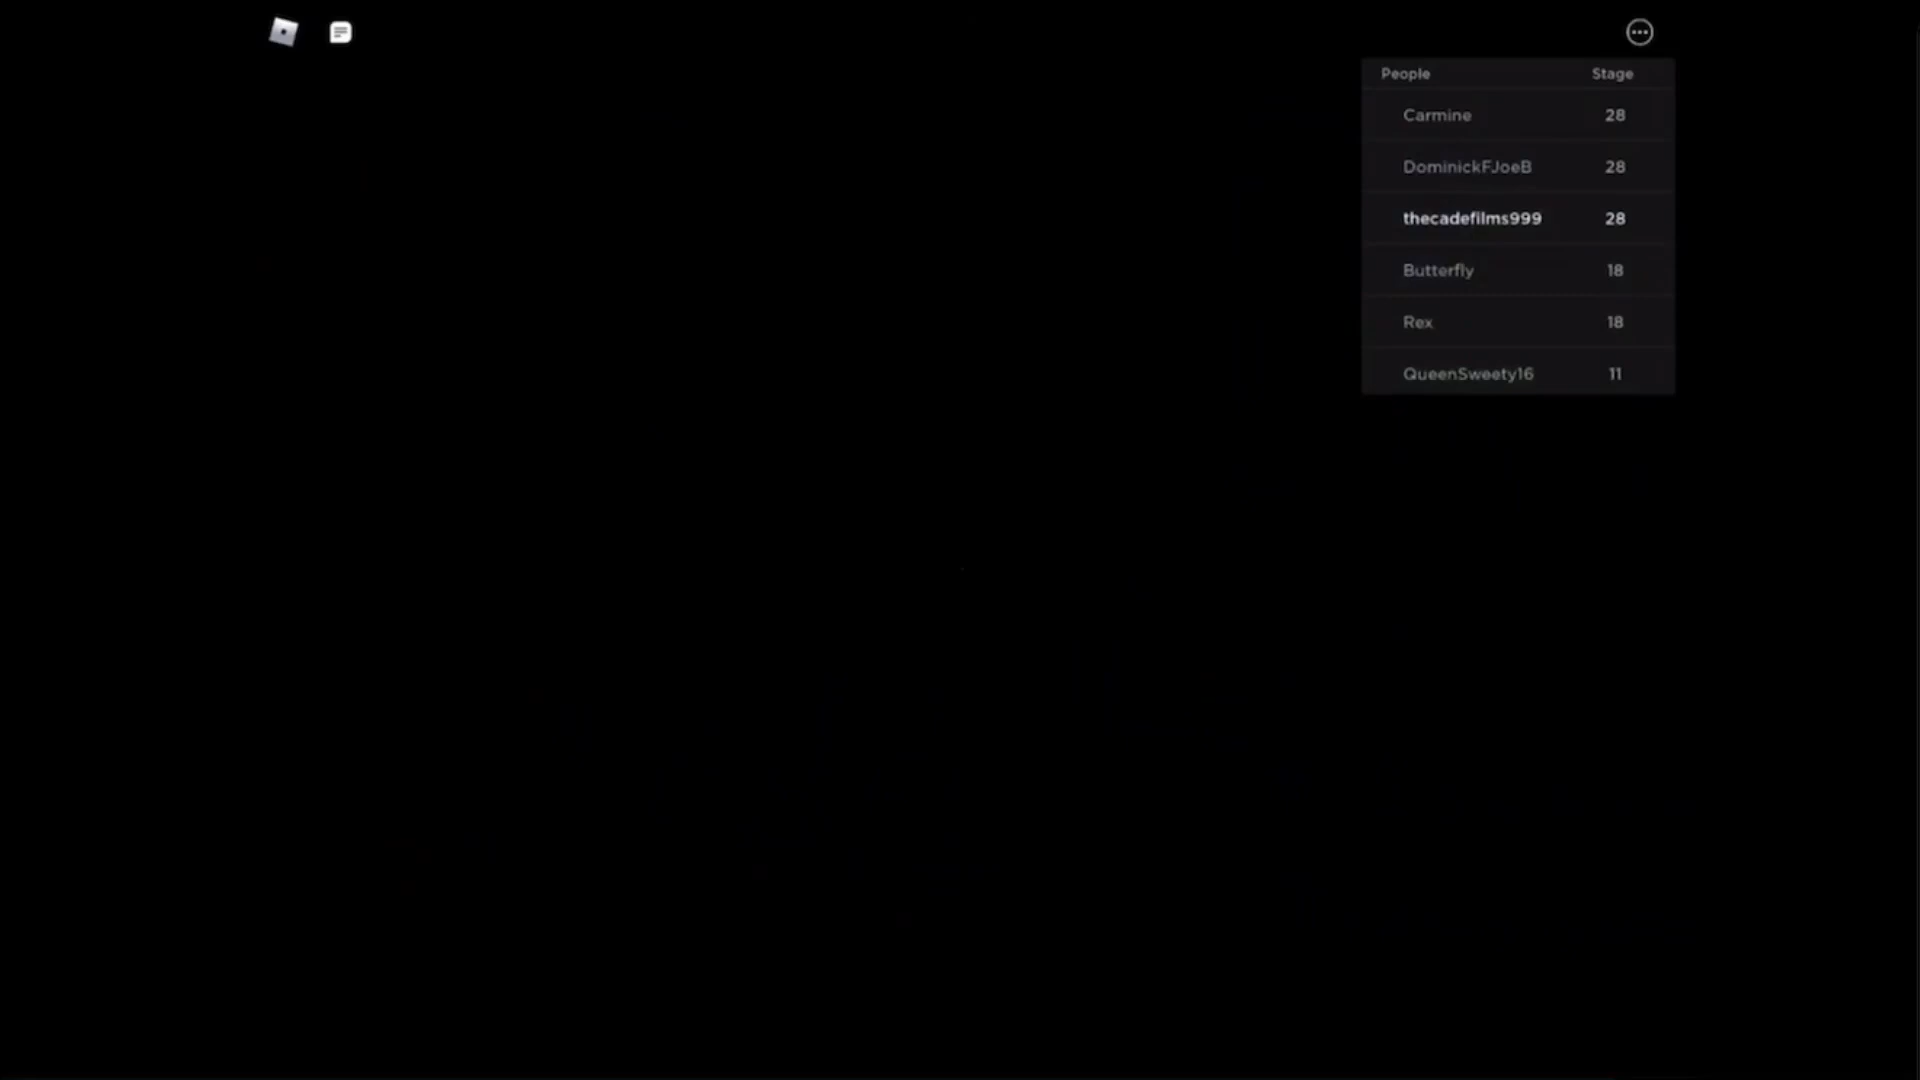 People Stage
Carmine 28
DominickFJoeB 28
thecadefilms999 28
Butterfly 18
Rex 18
QueenSweety16 11